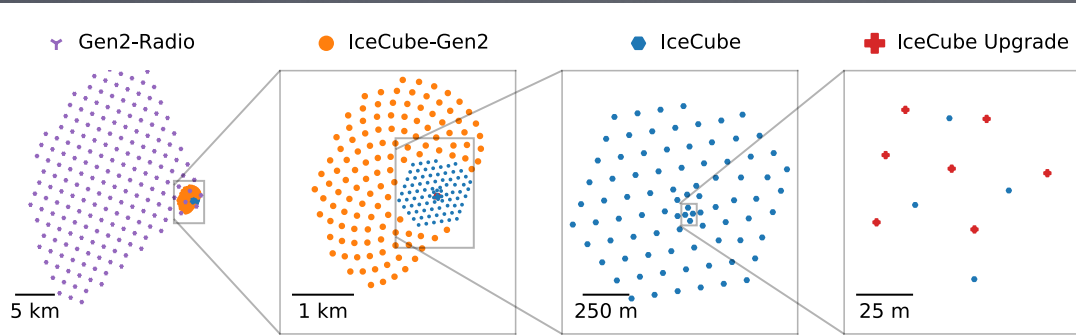 Gen2-Radio
IceCube-Gen2
IceCube
IceCube Upgrade
5 km
1 km
250 m
25 m